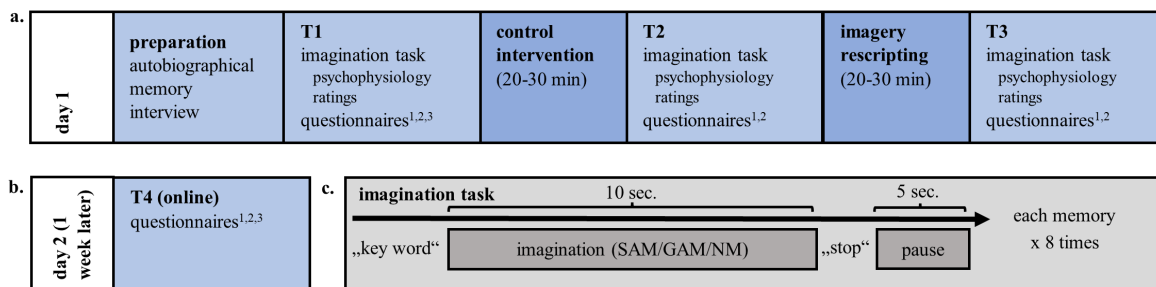 a.
day 1
preparation
autobiographical
memory
interview
T1
imagination task
psychophysiology
ratings
questionnaires1,2,3
control
intervention
(20-30 min)
T2
imagination task
psychophysiology
ratings
questionnaires1,2
imagery
rescripting
(20-30 min)
T3
imagination task
psychophysiology
ratings
questionnaires1,2
b.
day 2 (1
week later)
T4 (online)
questionnaires1,2,3
c.
imagination task
10 sec.
5 sec.
„key word“
imagination (SAM/GAM/NM)
„stop“
pause
each memory
x 8 times